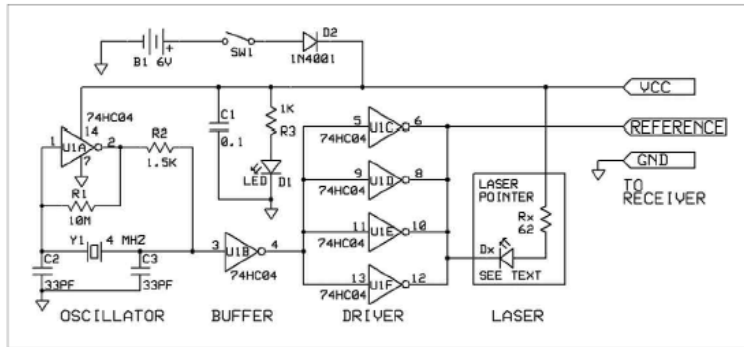 D2
B1 6V
+
SW1
1N4001
VCC
74HC04
14
1
U1A
2
7
R2
1.5K
C1
0.1
1K
R3
LED
D1
5
U1C
6
74HC04
REFERENCE
GND
TO
RECEIVER
R1
10M
9
U1D
8
74HC04
LASER
POINTER
Rx
62
Y1
4 MHZ
3
U1B
4
74HC04
11
U1E
10
74HC04
Dx
SEE TEXT
C2
33PF
C3
33PF
13
U1F
12
74HC04
OSCILLATOR
BUFFER
DRIVER
LASER